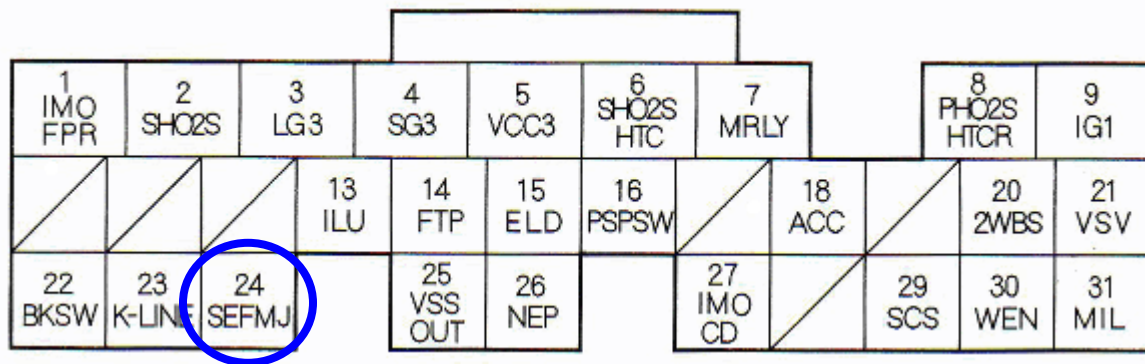 1
IMO
FPR
2
SHO2S
3
LG3
4
SG3
5
VCC3
6
SHO2S
HTC
7
MRLY
8
PHO2S
HTCR
9
IG1
13
ILU
14
FTP
15
ELD
16
PSPSW
18
ACC
20
2WBS
21
VSV
22
BKSW
23
K-LINE
24
SEFMJ
25
VSS
OUT
26
NEP
27
IMO
CD
29
SCS
30
WEN
31
MIL